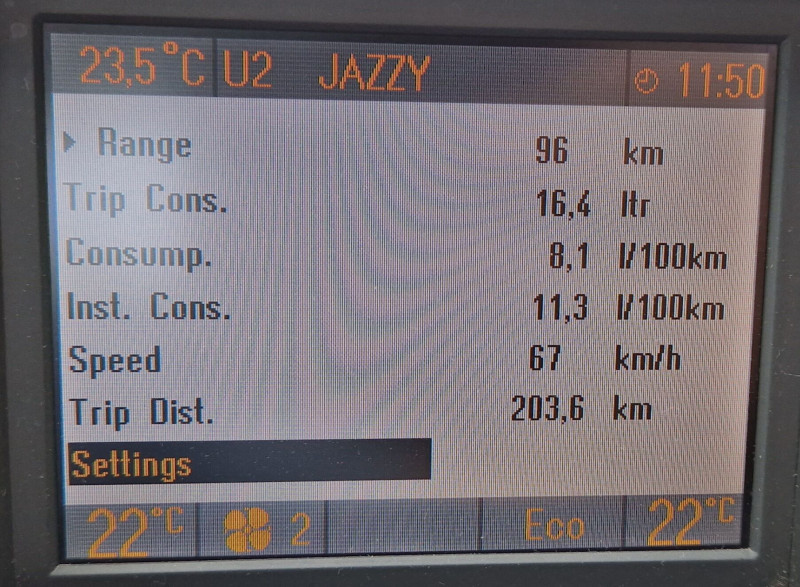 23,5°C U2 JAZZY 11:50
Range 96 km
Trip Cons. 16,4 ltr
Consump. 8,1 l/100km
Inst. Cons. 11,3 l/100km
Speed 67 km/h
Trip Dist. 203,6 km
Settings
22°C 2 Eco 22°C